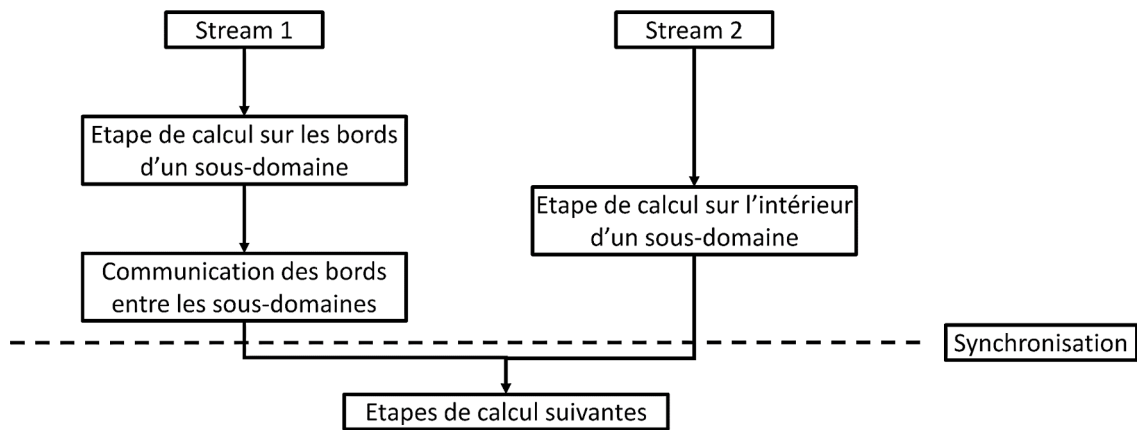 Stream 1
Stream 2
Etape de calcul sur les bords
d'un sous-domaine
Etape de calcul sur l'intérieur
d'un sous-domaine
Communication des bords
entre les sous-domaines
Synchronisation
Etapes de calcul suivantes